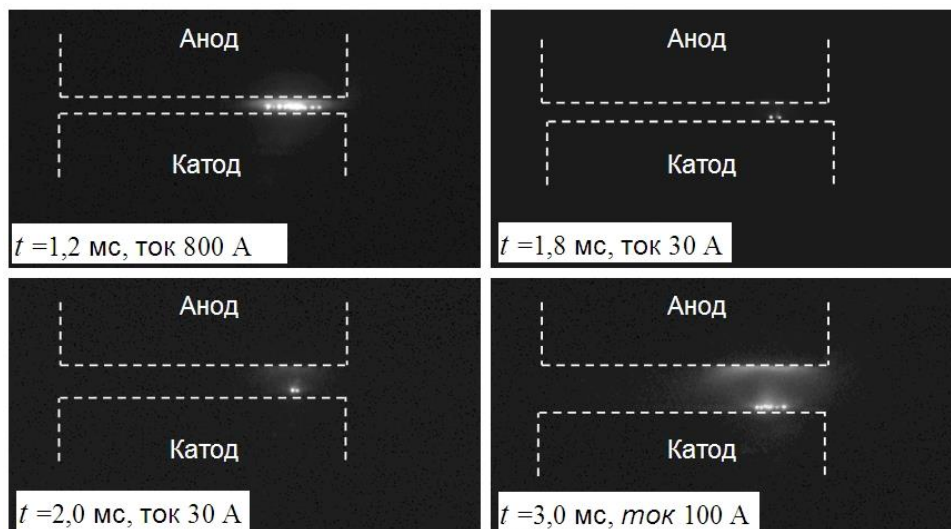 Анод
Катод
t =1,2 мс, ток 800 А
Анод
Катод
t =1,8 мс, ток 30 А
Анод
Катод
t =2,0 мс, ток 30 А
Анод
Катод
t =3,0 мс, ток 100 А